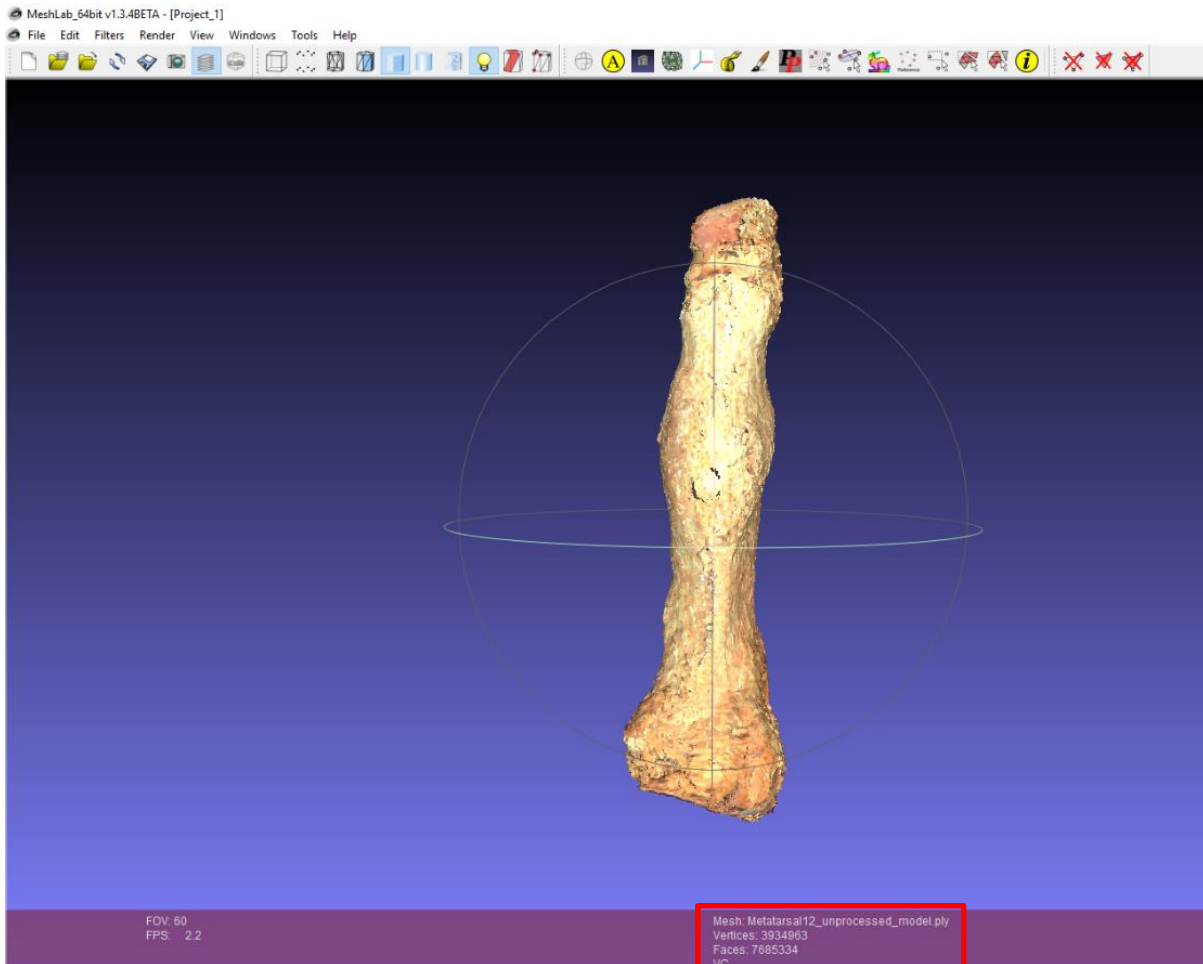 MeshLab_64bit v1.3.4BETA - [Project_1]
File Edit Filters Render View Windows Tools Help
A
i
FOV: 60
FPS: 2.2
Mesh: Metatarsal12_unprocessed_model.ply
Vertices: 3934963
Faces: 7685334
VC